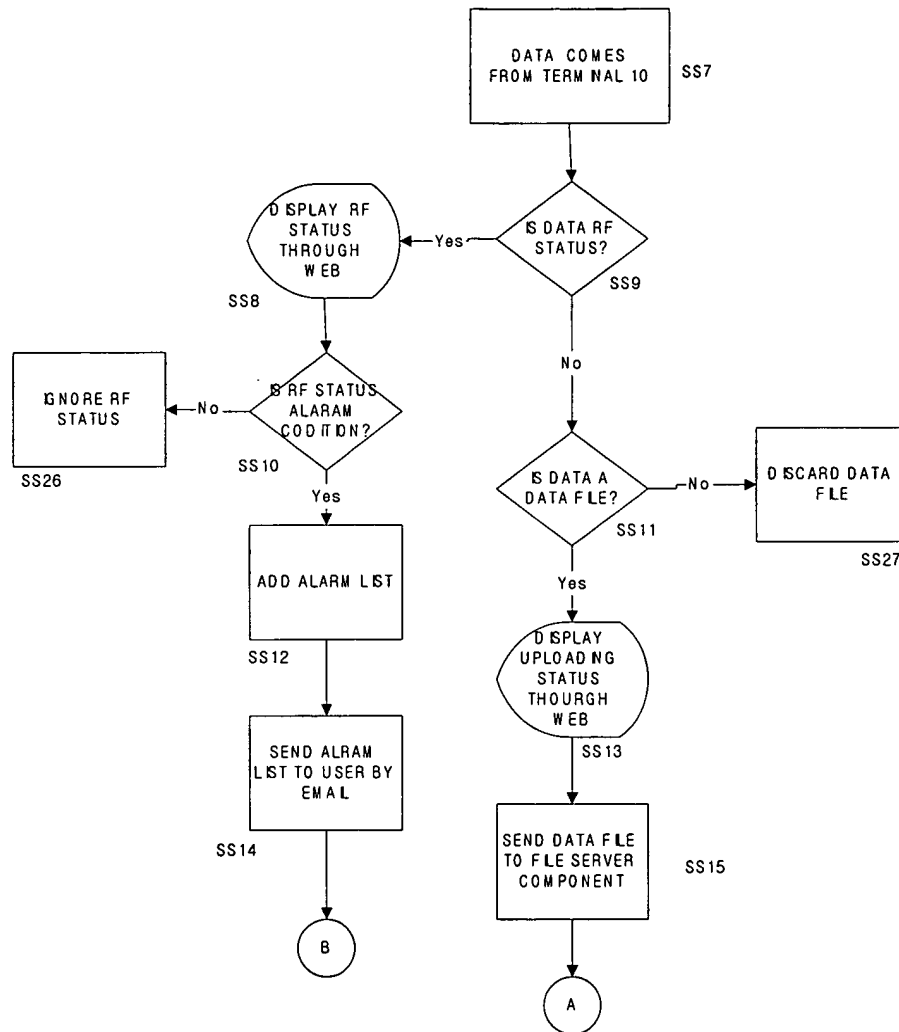 DATA COMES
FROM TERMINAL 10
SS7
DISPLAY RF
STATUS
THROUGH
WEB
SS8
Yes
IS DATA RF
STATUS?
SS9
No
IGNORE RF
STATUS
SS26
No
IS RF STATUS
ALARAM
CODITION?
SS10
Yes
IS DATA A
DATA FILE?
SS11
No
DISCARD DATA
FILE
SS27
Yes
ADD ALARM LIST
SS12
DISPLAY
UPLOADING
STATUS
THOURGH
WEB
SS13
SEND ALRAM
LIST TO USER BY
EMAIL
SS14
SEND DATA FILE
TO FILE SERVER
COMPONENT
SS15
B
A